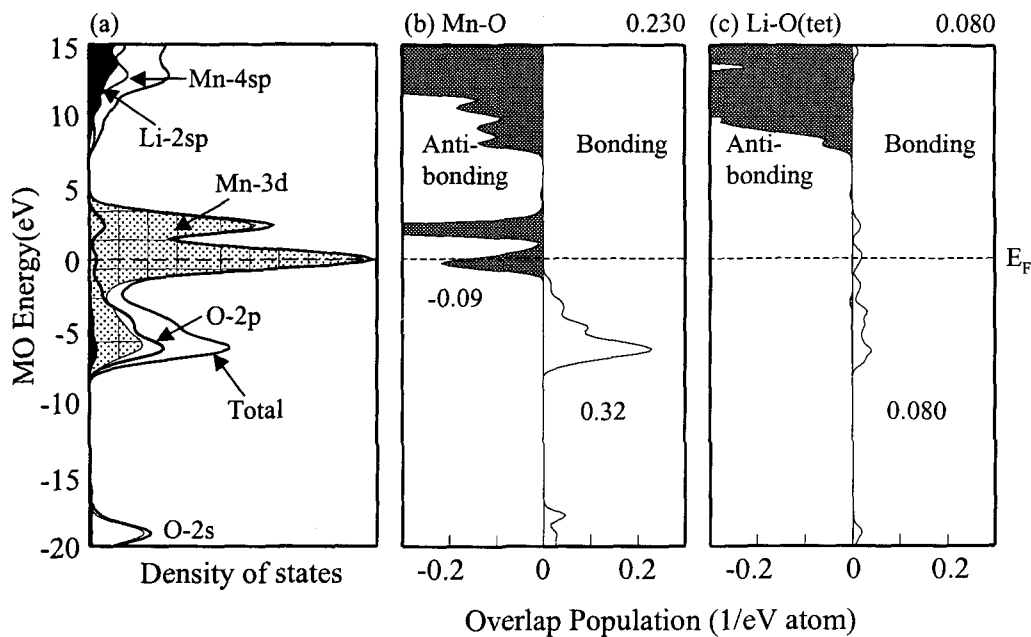 (a)
(b) Mn-O 0.230
(c) Li-O(tet) 0.080
MO Energy(eV)
15
10
5
0
-5
-10
-15
-20
Mn-4sp
Li-2sp
Mn-3d
O-2p
Total
O-2s
Density of states
Anti-
bonding
Bonding
-0.09
0.32
-0.2
0
0.2
Anti-
bonding
Bonding
0.080
-0.2
0
0.2
E_F
Overlap Population (1/eV atom)